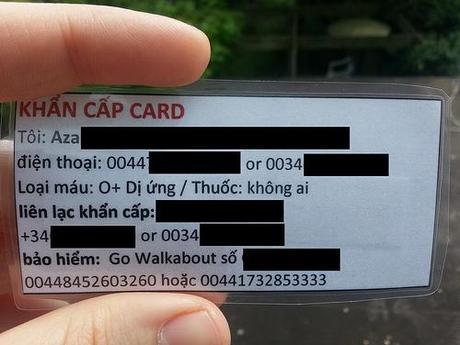 KHẨN CẤP CARD
Tôi: Aza
điện thoại: 00447 or 0034
Loại máu: O+ Dị ứng / Thuốc: không ai
liên lạc khẩn cấp:
+34 or 0034
bảo hiểm: Go Walkabout số
00448452603260 hoặc 00441732853333